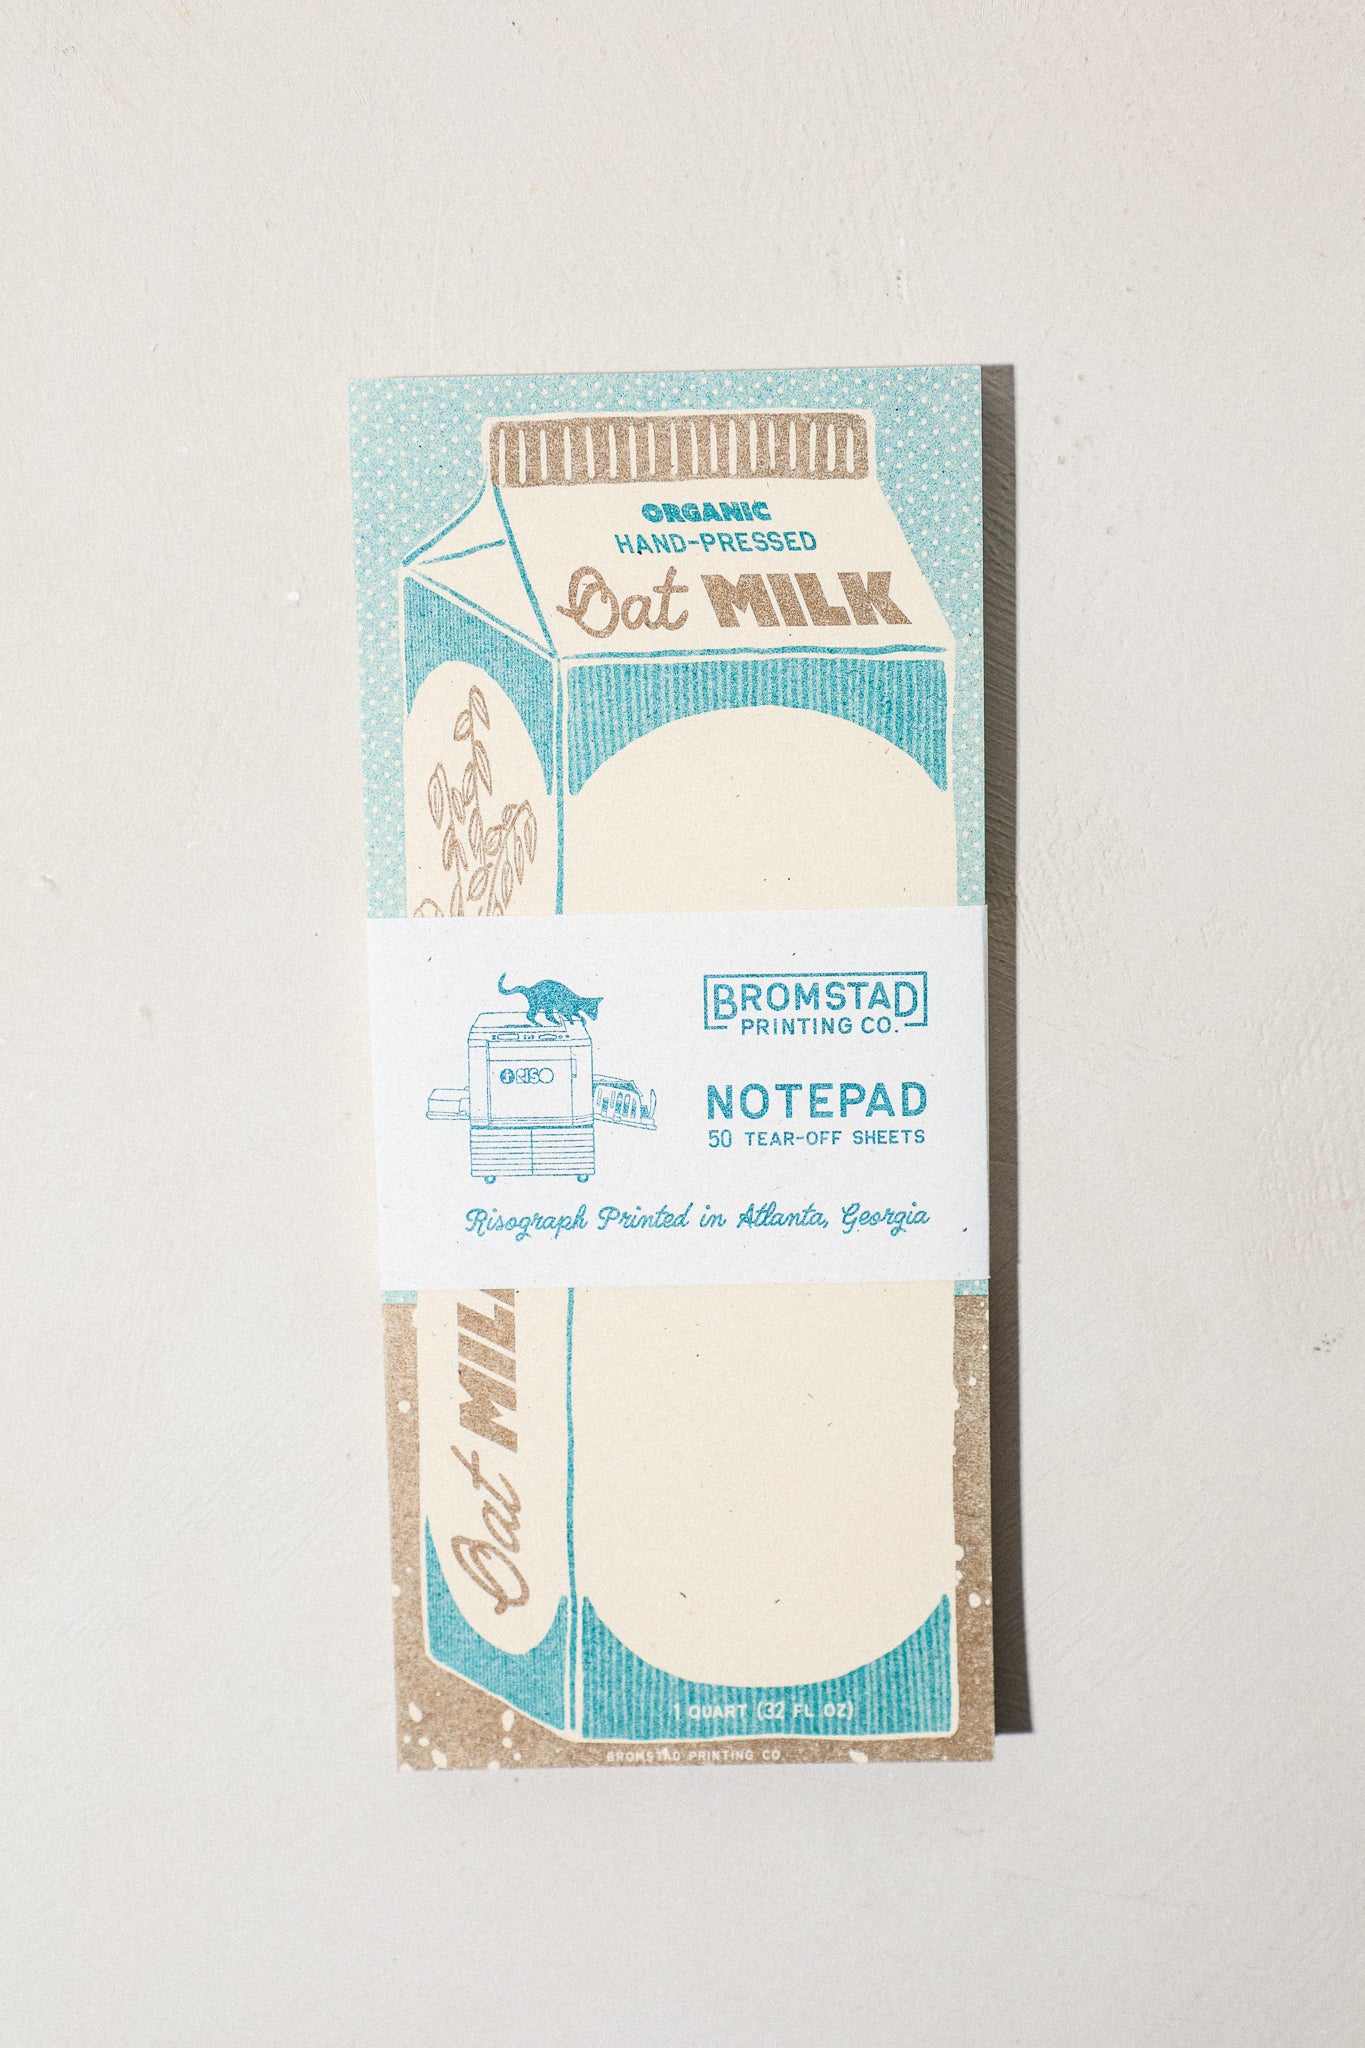 ORGANIC
HAND-PRESSED
Oat MILK
BROMSTAD
PRINTING CO.
RISO
NOTEPAD
50 TEAR-OFF SHEETS
Risograph Printed in Atlanta, Georgia
Oat MILK
1 QUART (32 FL OZ)
BROMSTAD PRINTING CO